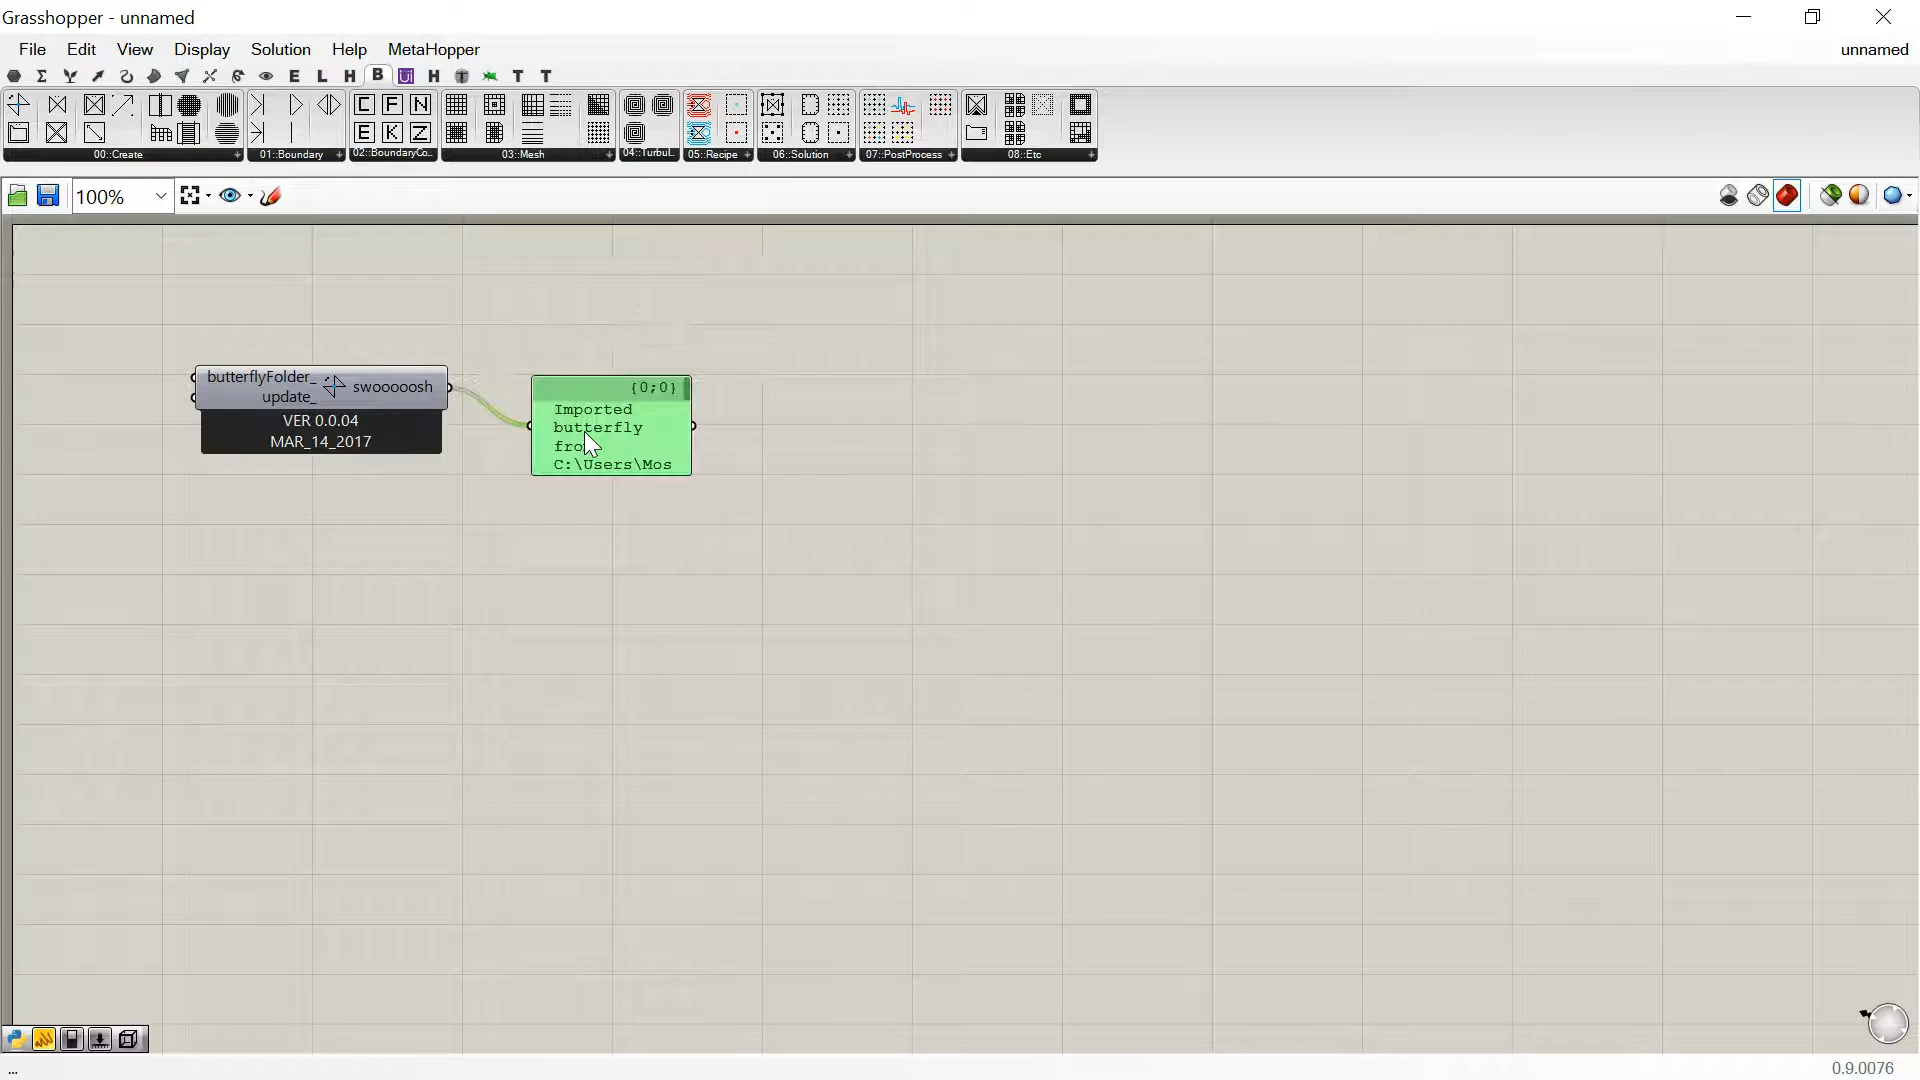 Grasshopper - unnamed
File Edit View Display Solution Help MetaHopper unnamed
E L H B H T T
C F N
E K Z
00::Create 01::Boundary 02::BoundaryCo... 03::Mesh 04::Turbul... 05::Recipe 06::Solution 07::PostProcess 08::Etc
100%
butterflyFolder_
update_
swooooosh
VER 0.0.04
MAR_14_2017
{0;0}
Imported
butterfly
C:\Users\Mos
...
0.9.0076